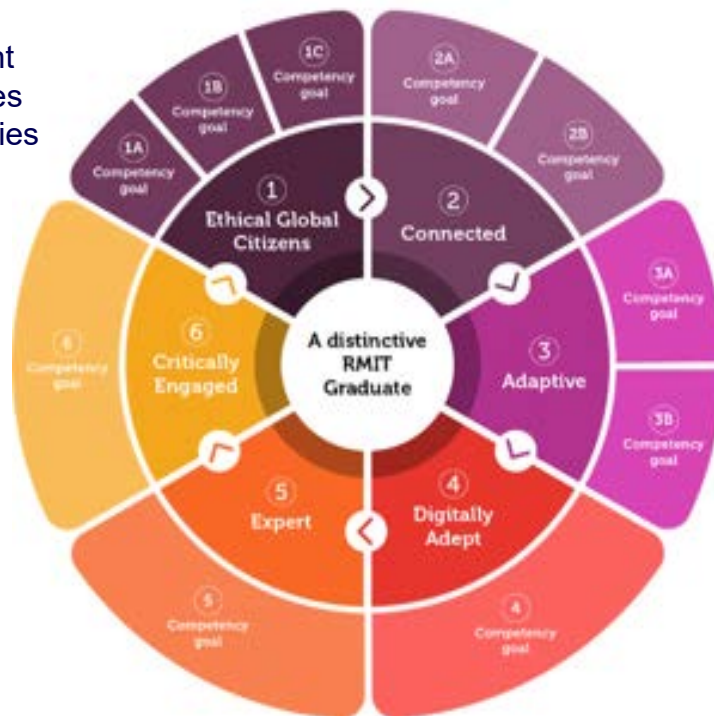 nt
es
ies
1C
Competency
goal
1B
Competency
goal
1A
Competency
goal
2A
Competency
goal
2B
Competency
goal
1
Ethical Global
Citizens
2
Connected
3A
Competency
goal
3B
Competency
goal
3
Adaptive
A distinctive
RMIT
Graduate
6
Critically
Engaged
6
Competency
goal
5
Expert
4
Digitally
Adept
5
Competency
goal
4
Competency
goal